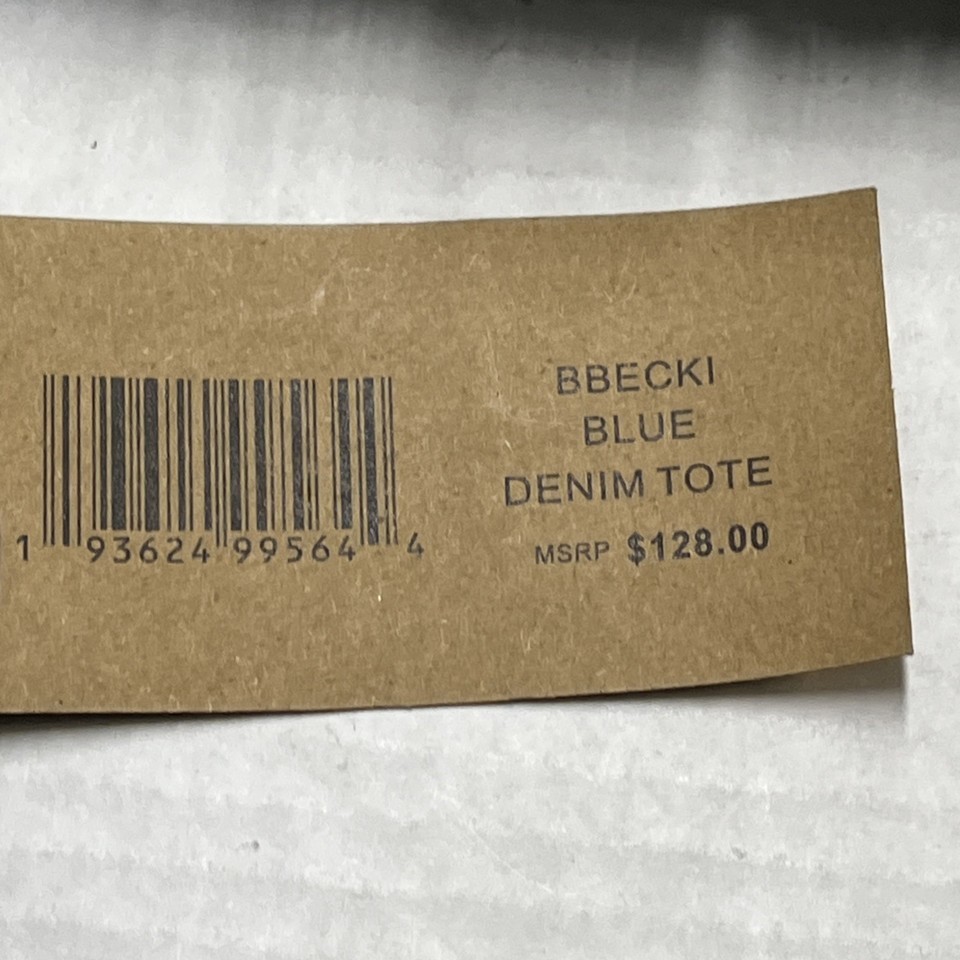 1 93624 99564 4
BBECKI
BLUE
DENIM TOTE
MSRP $128.00